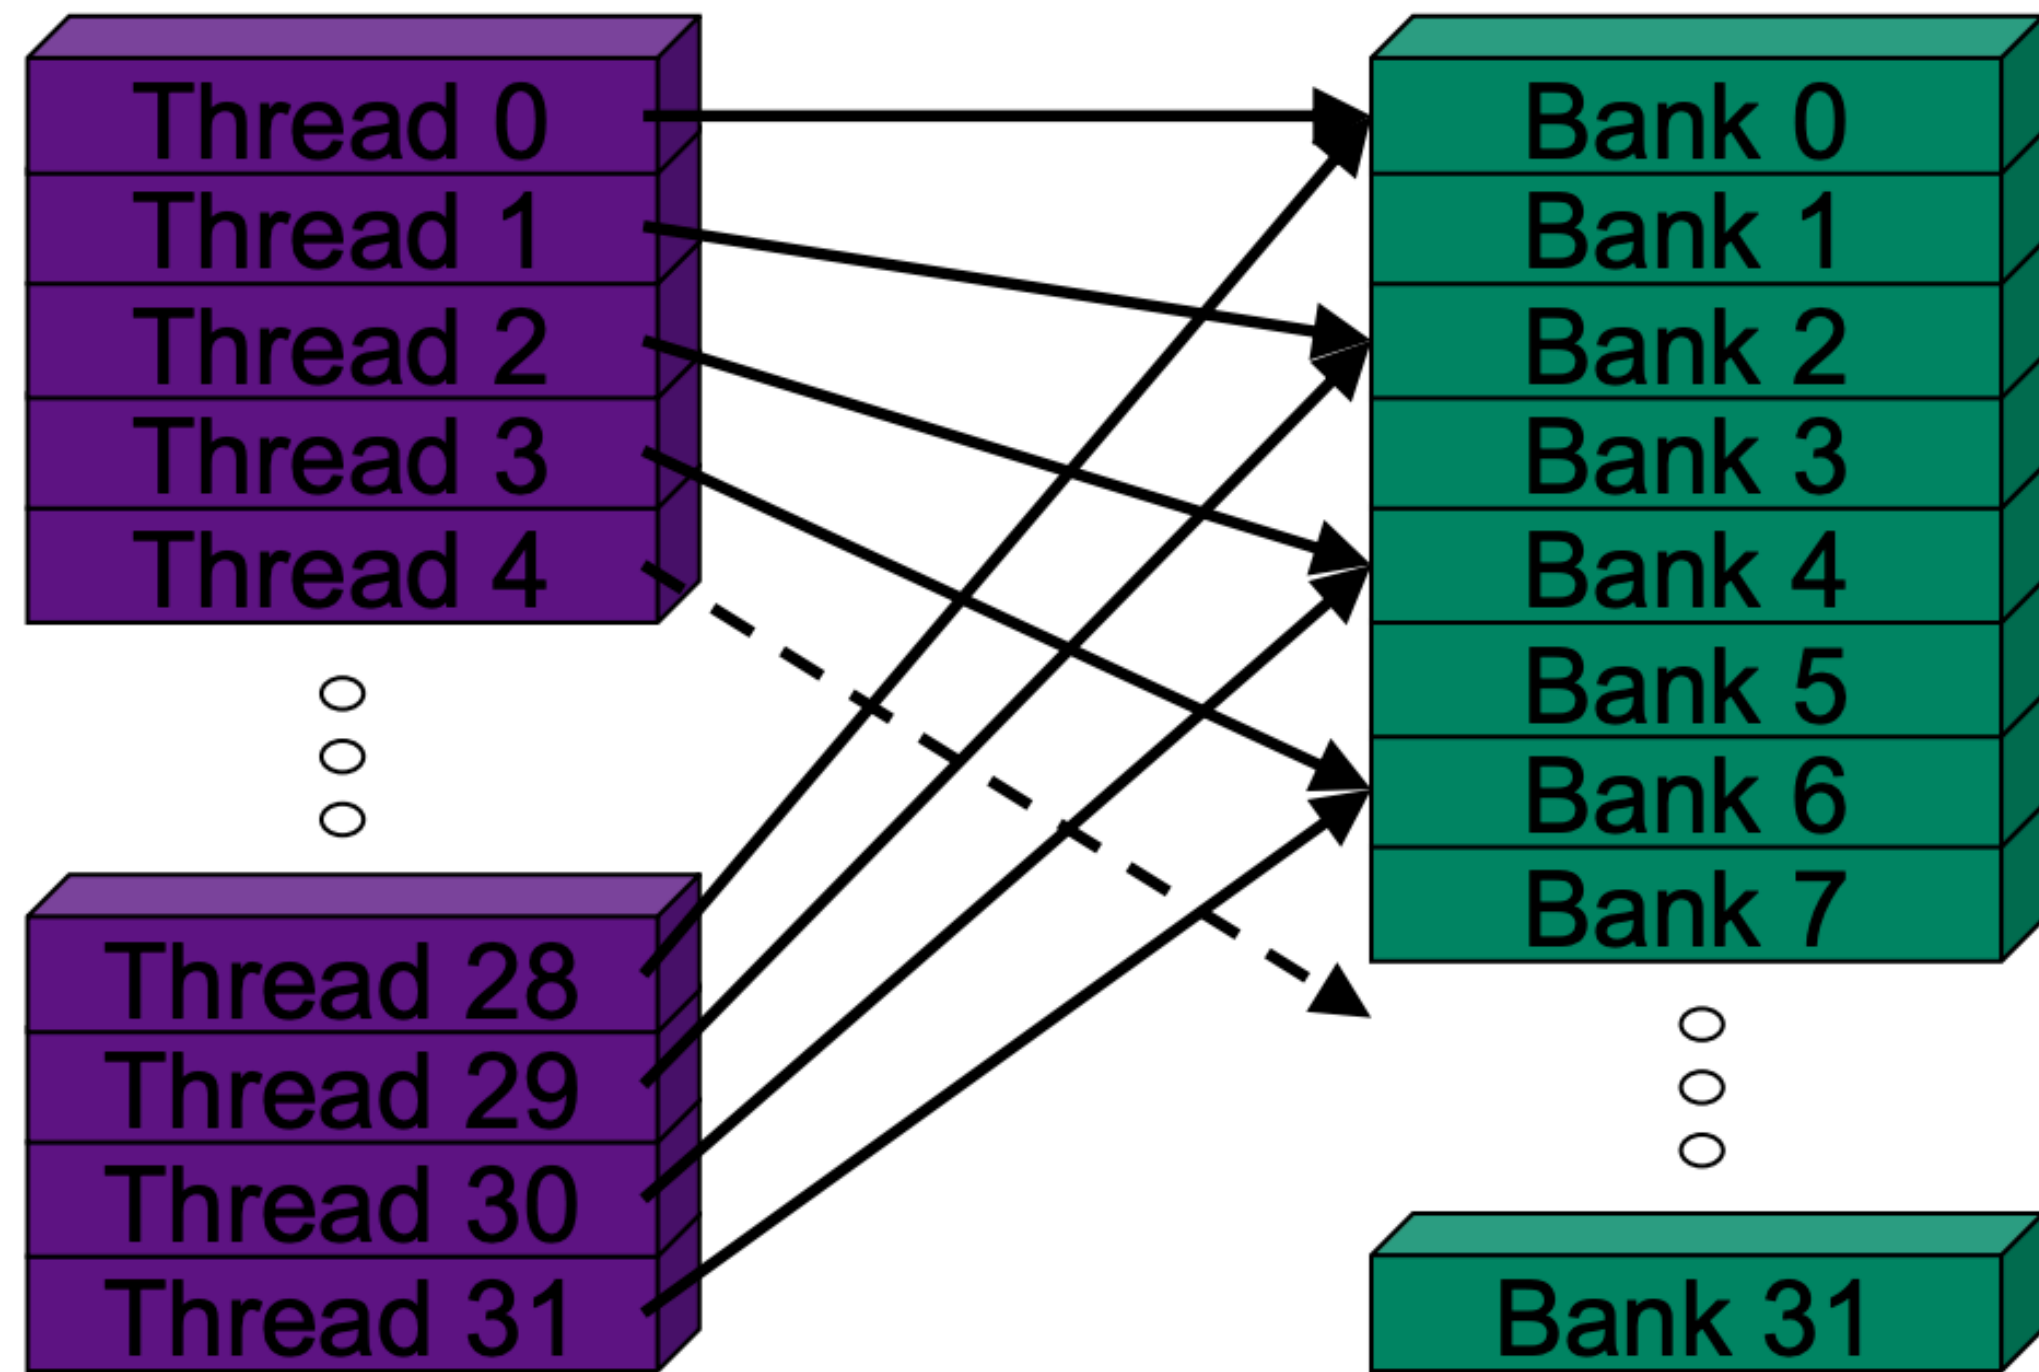 Thread 0
Thread 1
Thread 2
Thread 3
Thread 4
Thread 28
Thread 29
Thread 30
Thread 31
Bank 0
Bank 1
Bank 2
Bank 3
Bank 4
Bank 5
Bank 6
Bank 7
Bank 31